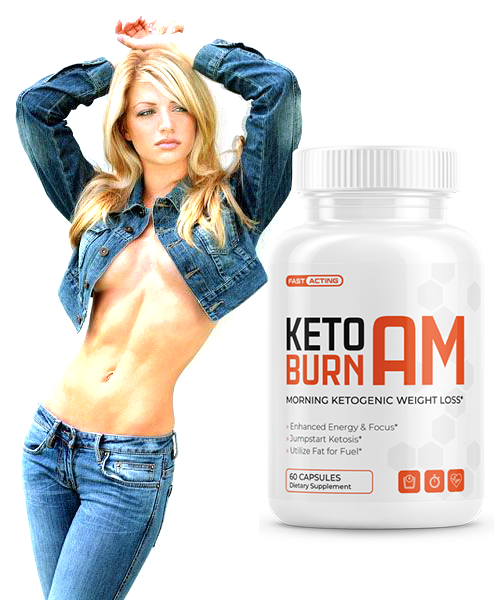 FAST ACTING
KETO
BURN AM
MORNING KETOGENIC WEIGHT LOSS*
› Enhanced Energy & Focus*
› Jumpstart Ketosis*
› Utilize Fat for Fuel*
60 CAPSULES
Dietary Supplement